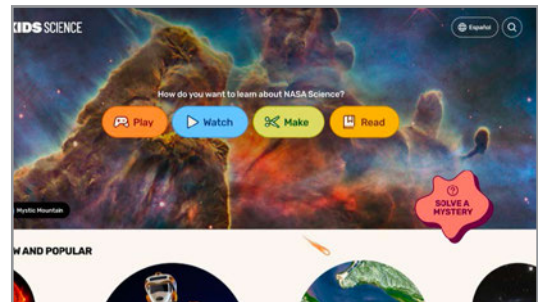 KIDS SCIENCE
Español
How do you want to learn about NASA Science?
Play
Watch
Make
Read
Mystic Mountain
SOLVE A
MYSTERY
W AND POPULAR